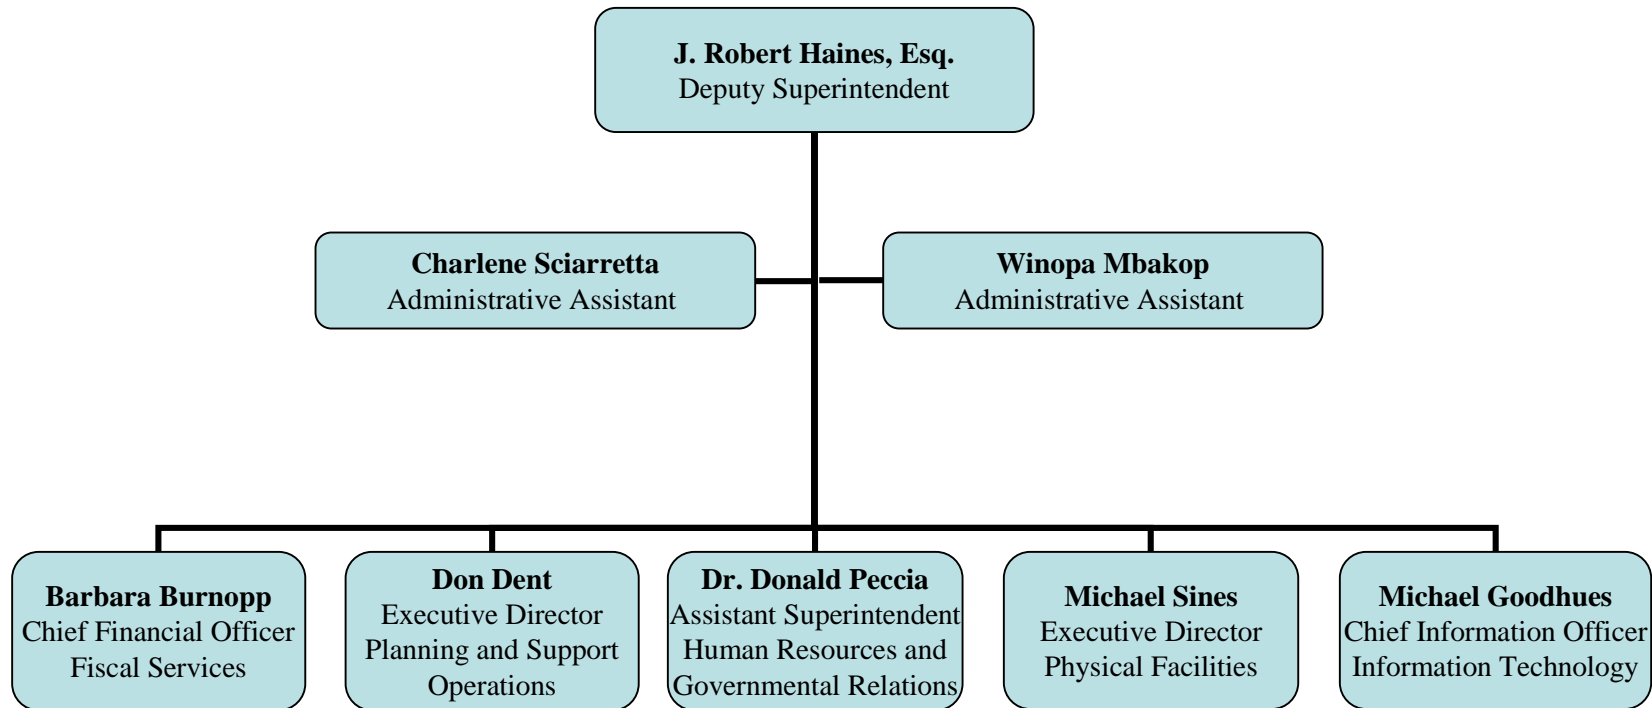 J. Robert Haines, Esq.
Deputy Superintendent
Charlene Sciarretta
Administrative Assistant
Winopa Mbakop
Administrative Assistant
Barbara Burnopp
Chief Financial Officer
Fiscal Services
Don Dent
Executive Director
Planning and Support
Operations
Dr. Donald Peccia
Assistant Superintendent
Human Resources and
Governmental Relations
Michael Sines
Executive Director
Physical Facilities
Michael Goodhues
Chief Information Officer
Information Technology